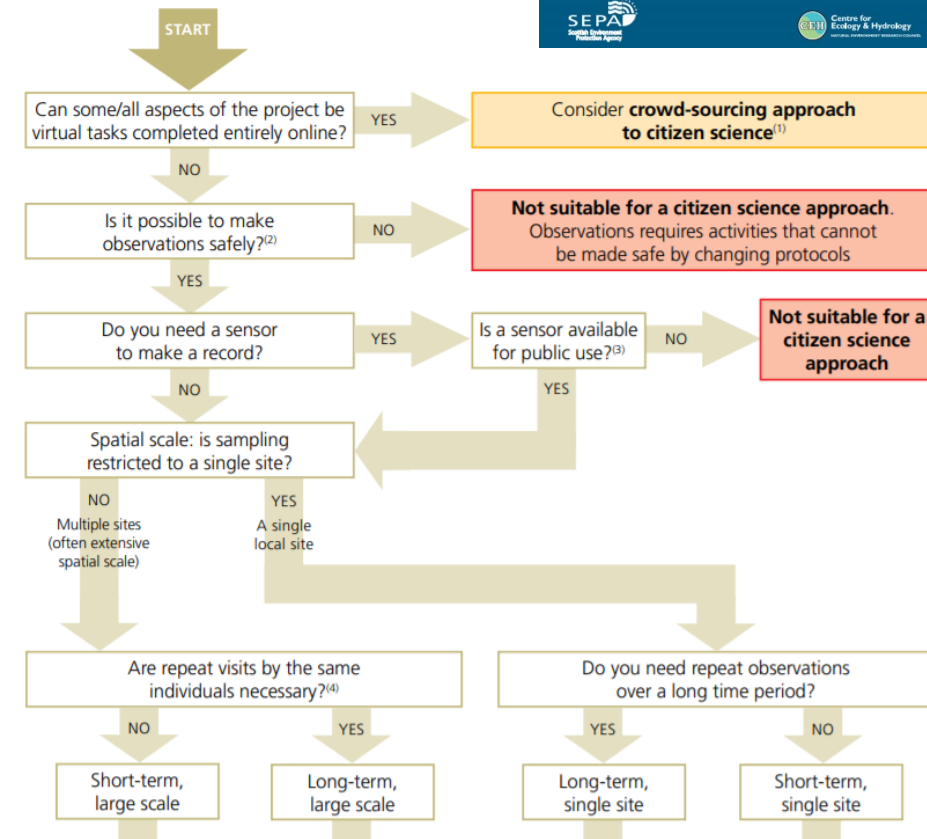 START
SEPA
Scottish Environment
Protection Agency
CEH
Centre for
Ecology & Hydrology
NATURAL ENVIRONMENT RESEARCH COUNCIL
Can some/all aspects of the project be
virtual tasks completed entirely online?
YES
Consider crowd-sourcing approach
to citizen science(1)
NO
Is it possible to make
observations safely?(2)
NO
Not suitable for a citizen science approach.
Observations requires activities that cannot
be made safe by changing protocols
YES
Do you need a sensor
to make a record?
YES
Is a sensor available
for public use?(3)
NO
Not suitable for a
citizen science
approach
NO
YES
Spatial scale: is sampling
restricted to a single site?
NO
Multiple sites
(often extensive
spatial scale)
YES
A single
local site
Are repeat visits by the same
individuals necessary?(4)
Do you need repeat observations
over a long time period?
NO
YES
YES
NO
Short-term,
large scale
Long-term,
large scale
Long-term,
single site
Short-term,
single site